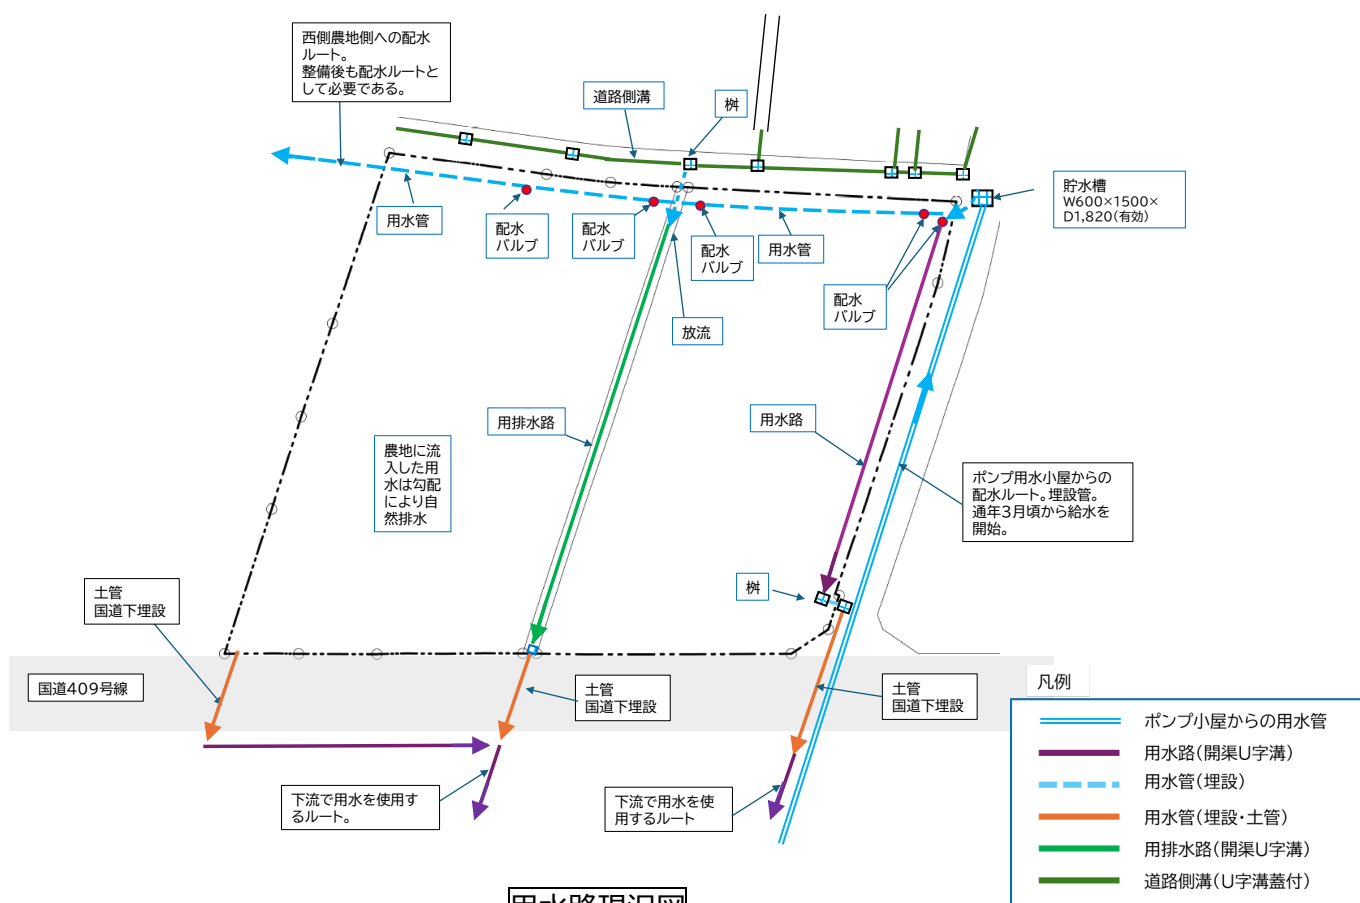 西側農地側への配水
ルート。
整備後も配水ルートと
して必要である。
道路側溝
桝
貯水槽
W600×1500×
D1,820(有効)
用水管
配水
バルブ
配水
バルブ
配水
バルブ
用水管
配水
バルブ
放流
用排水路
用水路
農地に流
入した用
水は勾配
により自
然排水
ポンプ用水小屋からの
配水ルート。埋設管。
通年3月頃から給水を
開始。
土管
国道下埋設
桝
国道409号線
土管
国道下埋設
土管
国道下埋設
下流で用水を使用す
るルート。
下流で用水を使
用するルート
凡例
ポンプ小屋からの用水管
用水路(開渠U字溝)
用水管(埋設)
用水管(埋設・土管)
用排水路(開渠U字溝)
道路側溝(U字溝蓋付)
用水路現況図